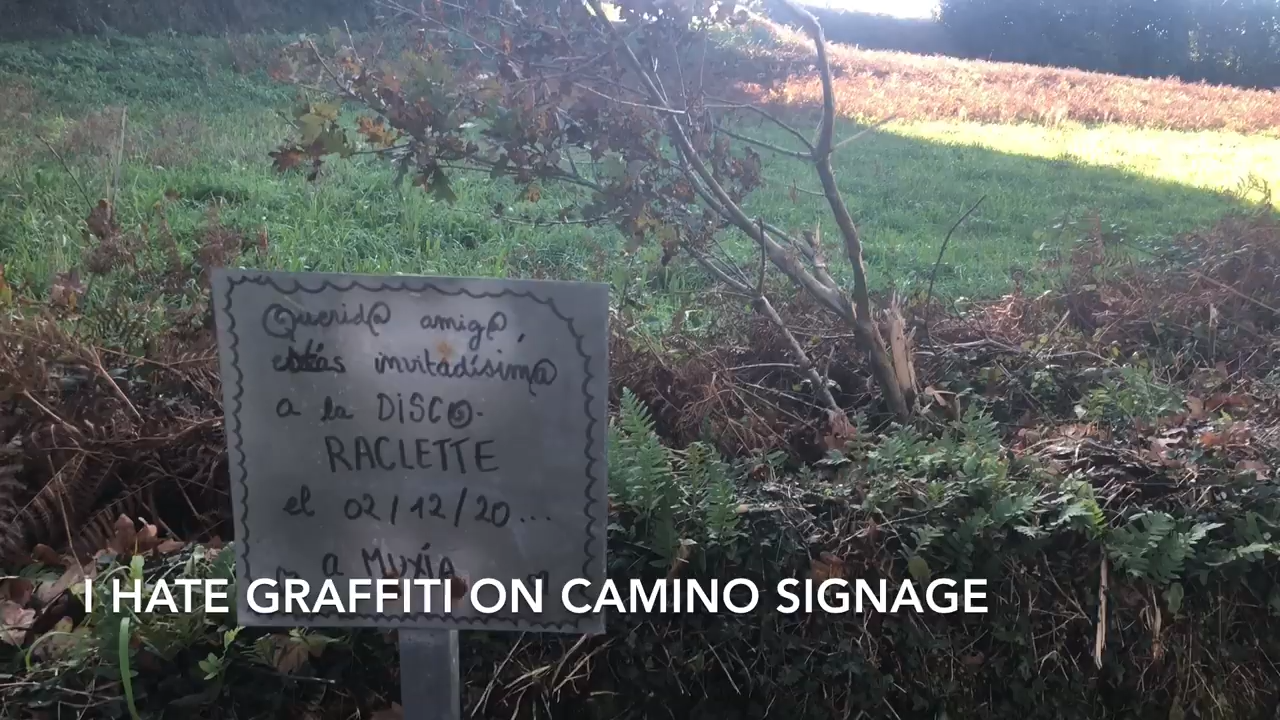 Querid@ amig@,
estás invitadísim@
a la DISCO-
RACLETTE
el 02/12/20...
a MUXÍA
I HATE GRAFFITI ON CAMINO SIGNAGE